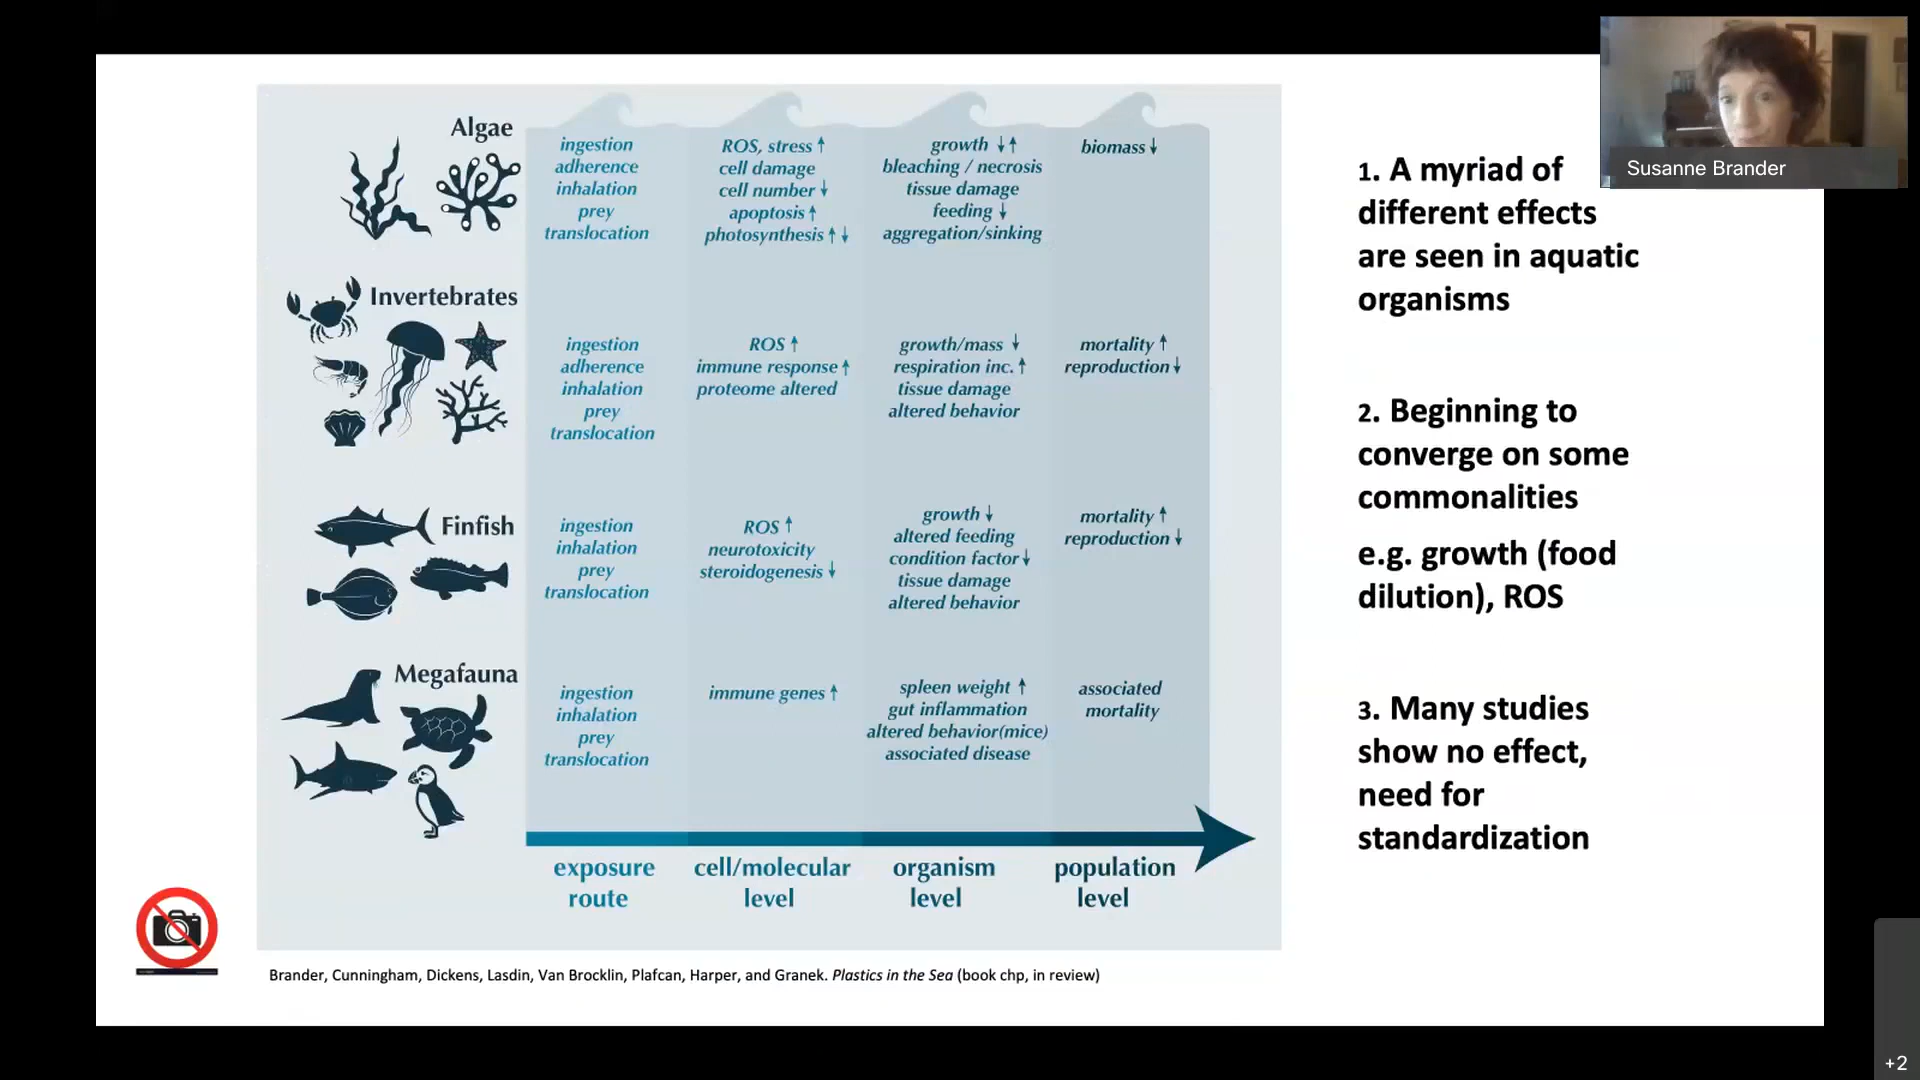 Susanne Brander
Algae
ingestion
adherence
inhalation
prey
translocation
ROS, stress ↑
cell damage
cell number ↓
apoptosis ↑
photosynthesis ↑ ↓
growth ↓↑
bleaching / necrosis
tissue damage
feeding ↓
aggregation/sinking
biomass ↓
Invertebrates
ingestion
adherence
inhalation
prey
translocation
ROS ↑
immune response ↑
proteome altered
growth/mass ↓
respiration inc. ↑
tissue damage
altered behavior
mortality ↑
reproduction ↓
Finfish
ingestion
inhalation
prey
translocation
ROS ↑
neurotoxicity
steroidogenesis ↓
growth ↓
altered feeding
condition factor ↓
tissue damage
altered behavior
mortality ↑
reproduction ↓
Megafauna
ingestion
inhalation
prey
translocation
immune genes ↑
spleen weight ↑
gut inflammation
altered behavior(mice)
associated disease
associated
mortality
exposure
route
cell/molecular
level
organism
level
population
level
1. A myriad of
different effects
are seen in aquatic
organisms
2. Beginning to
converge on some
commonalities
e.g. growth (food
dilution), ROS
3. Many studies
show no effect,
need for
standardization
Brander, Cunningham, Dickens, Lasdin, Van Brocklin, Plafcan, Harper, and Granek. Plastics in the Sea (book chp, in review)
+2